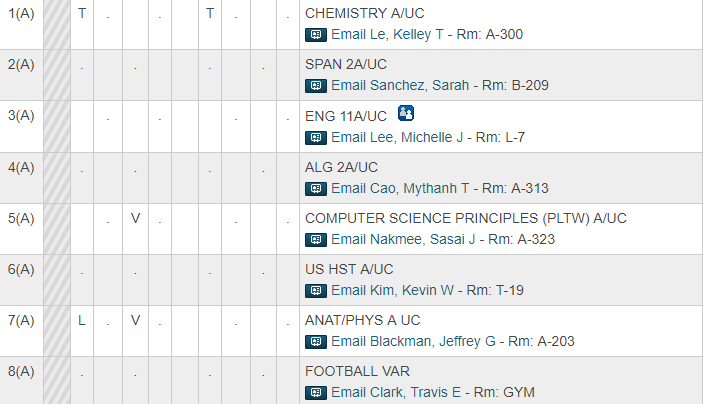 1(A) T . . T . . CHEMISTRY A/UC
Email Le, Kelley T - Rm: A-300
2(A) . . . . SPAN 2A/UC
Email Sanchez, Sarah - Rm: B-209
3(A) . . . . ENG 11A/UC
Email Lee, Michelle J - Rm: L-7
4(A) . . . . ALG 2A/UC
Email Cao, Mythanh T - Rm: A-313
5(A) . V . . . COMPUTER SCIENCE PRINCIPLES (PLTW) A/UC
Email Nakmee, Sasai J - Rm: A-323
6(A) . . . . US HST A/UC
Email Kim, Kevin W - Rm: T-19
7(A) L . V . . . ANAT/PHYS A UC
Email Blackman, Jeffrey G - Rm: A-203
8(A) . . . . FOOTBALL VAR
Email Clark, Travis E - Rm: GYM